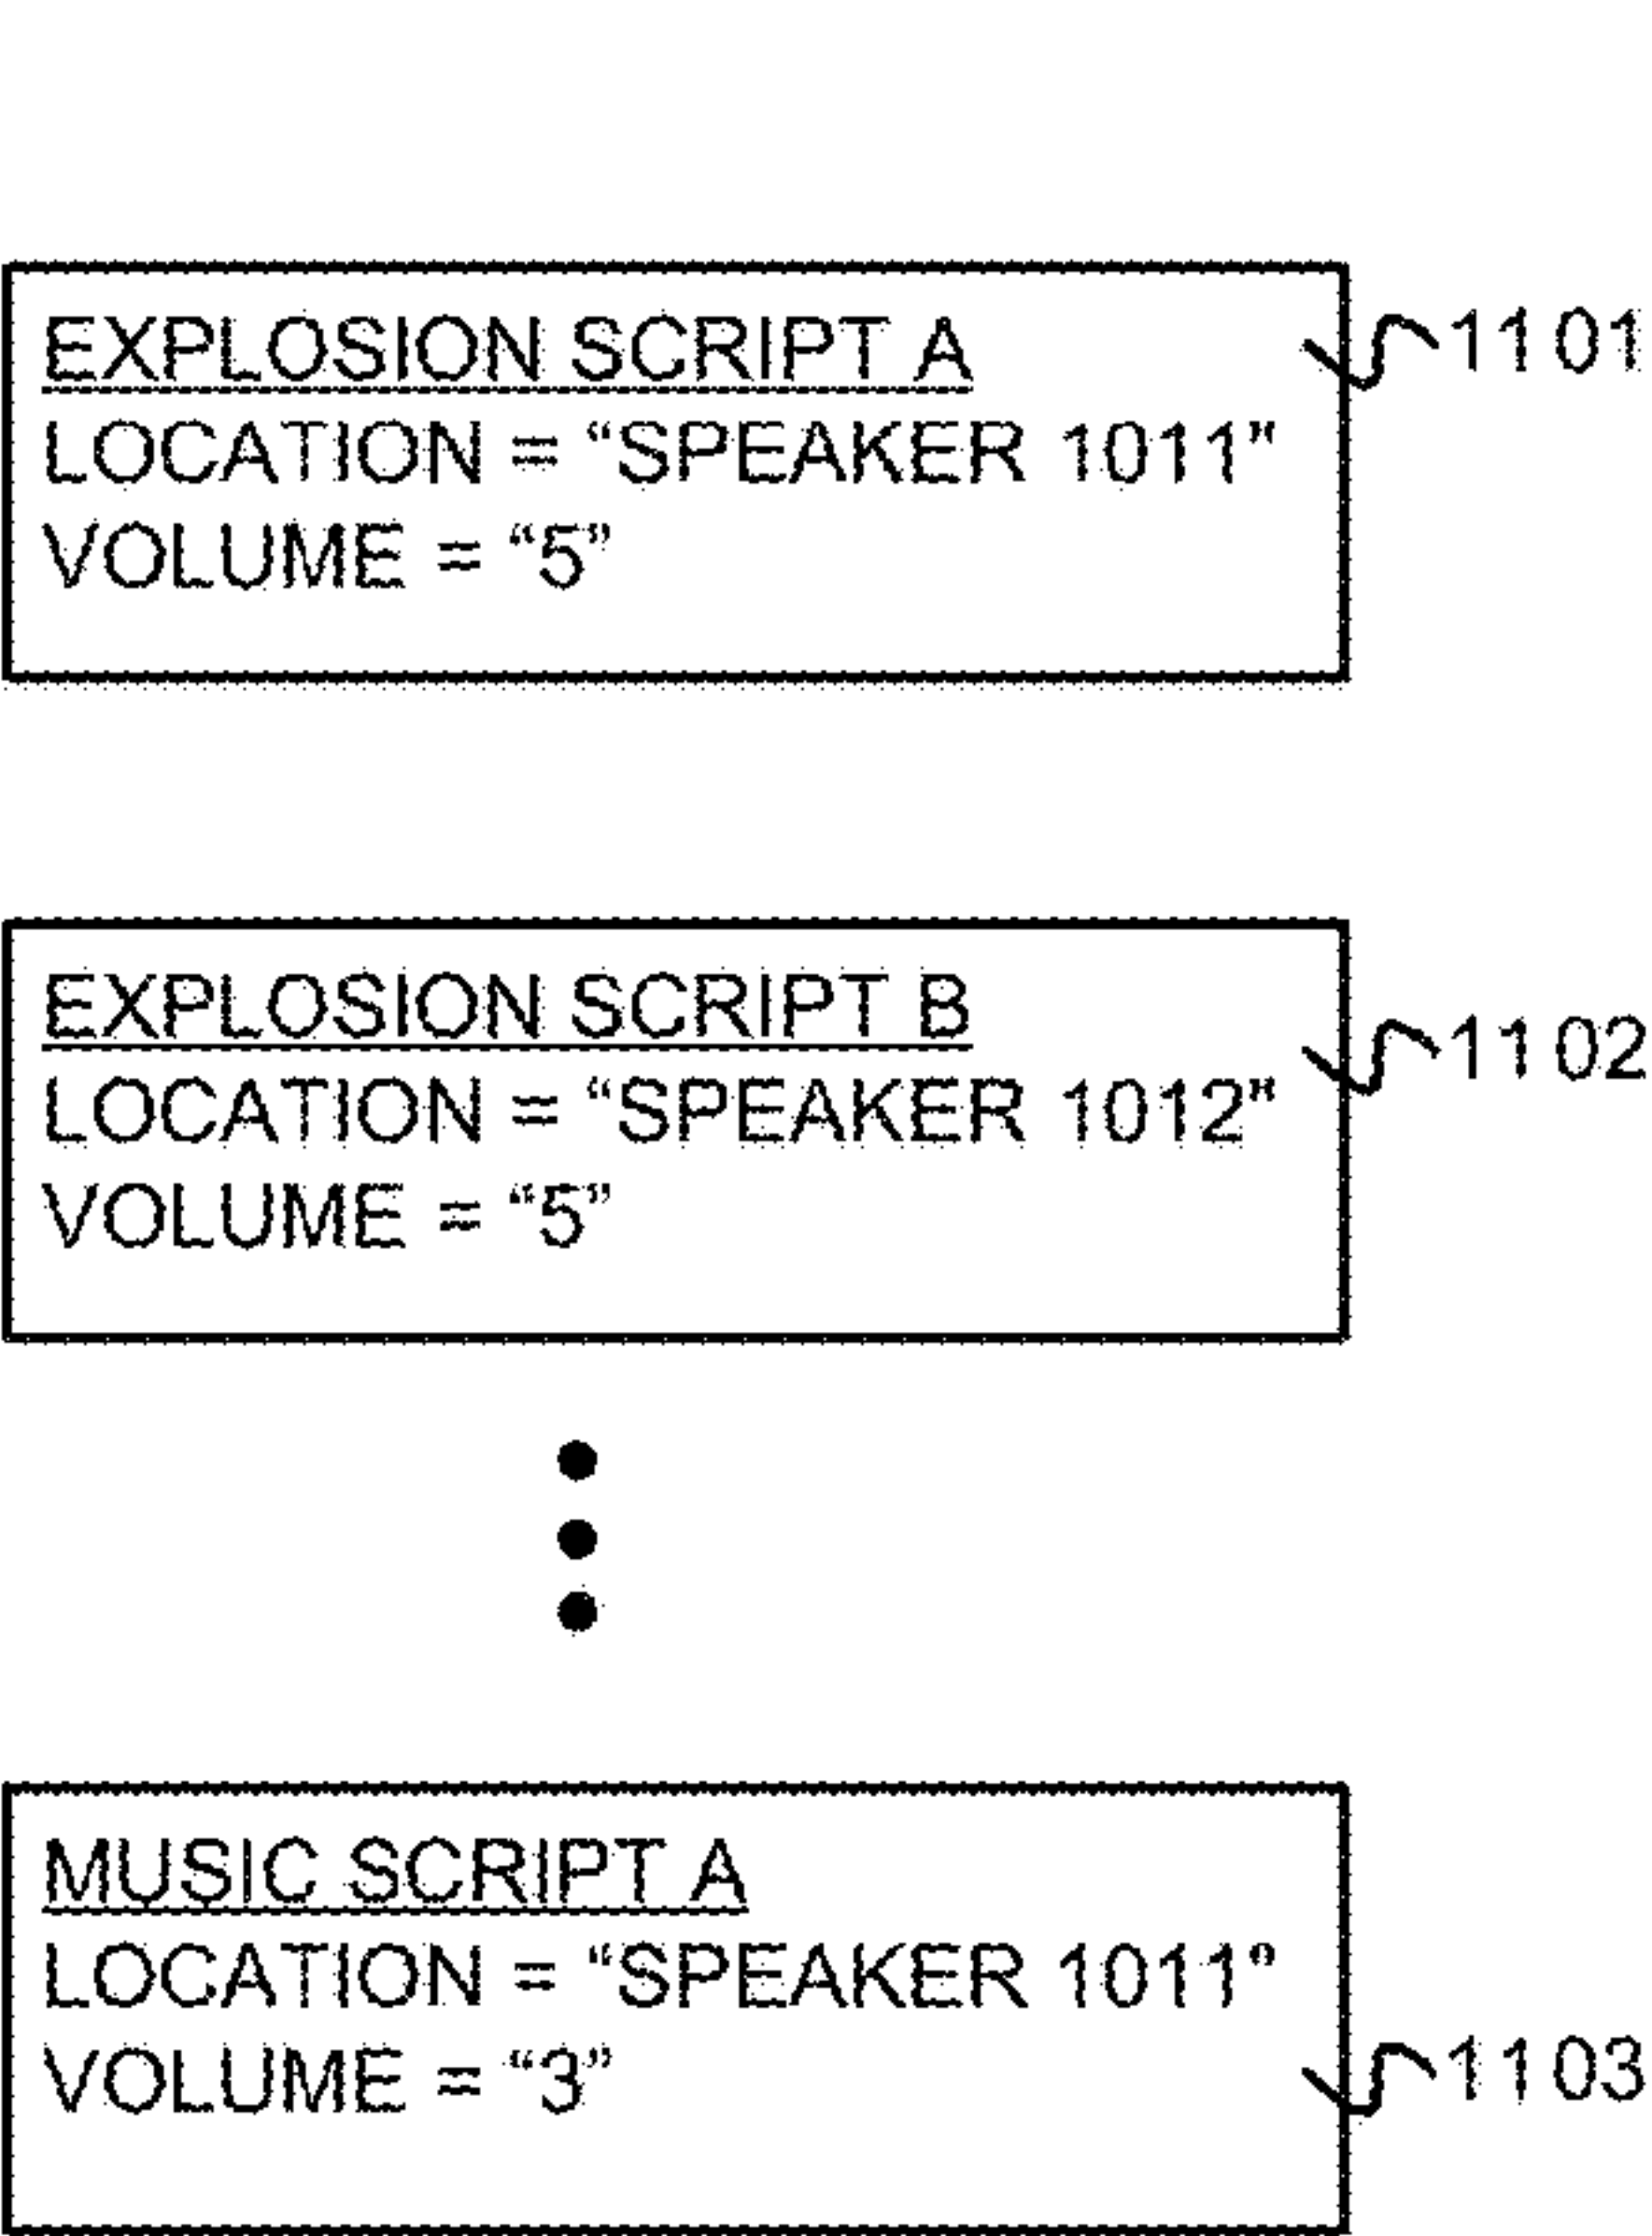 EXPLOSION SCRIPT A
1101
LOCATION = “SPEAKER 1011”
VOLUME = “5”
EXPLOSION SCRIPT B
1102
LOCATION = “SPEAKER 1012”
VOLUME = “5”
MUSIC SCRIPT A
LOCATION = “SPEAKER 1011”
VOLUME = “3”
1103